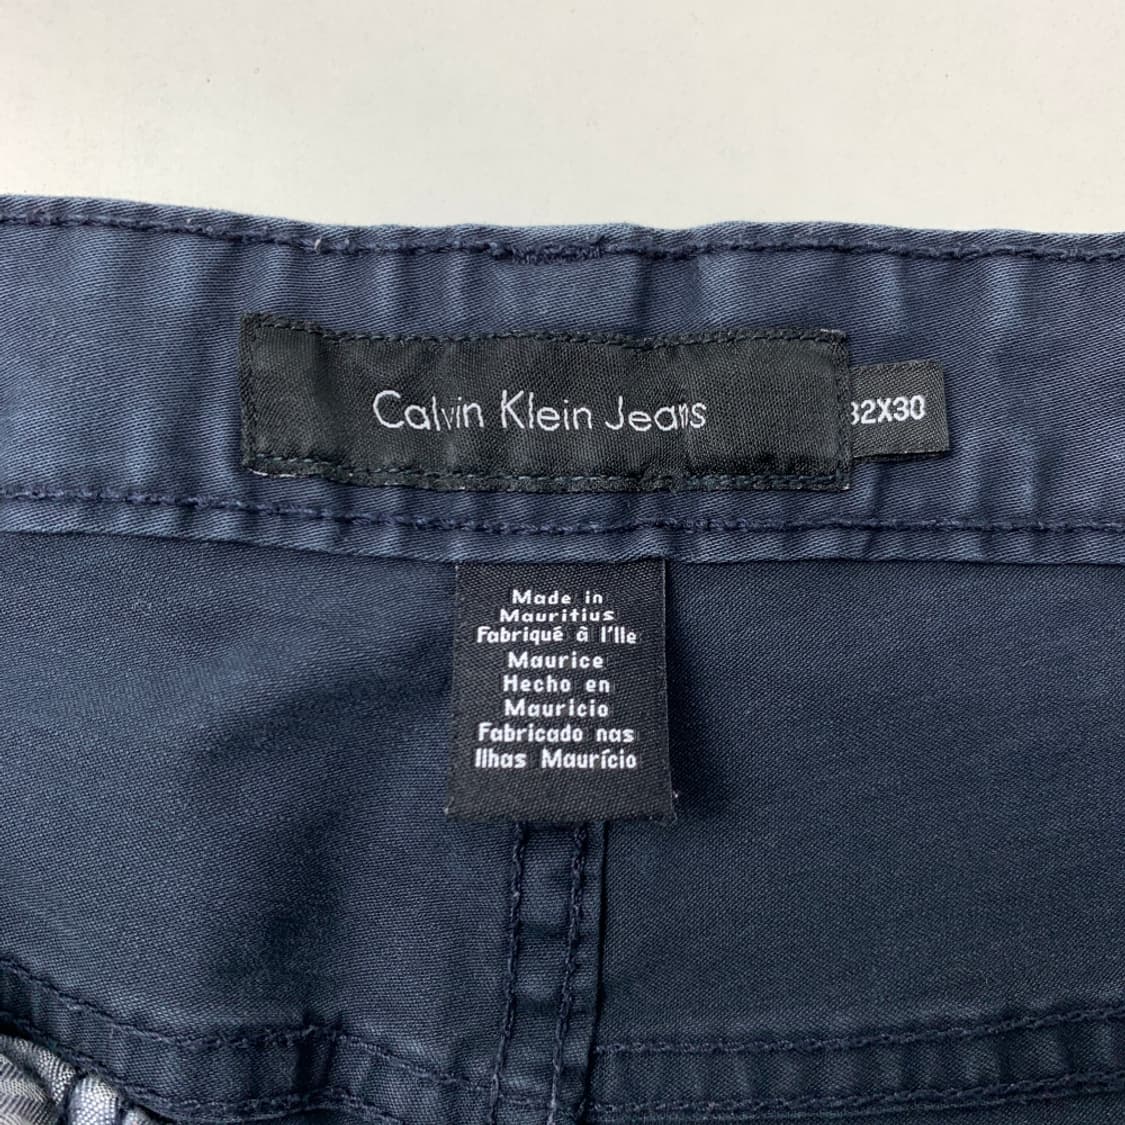 Calvin Klein Jeans
32X30
Made in
Mauritius
Fabriqué à l'Ile
Maurice
Hecho en
Mauricio
Fabricado nas
Ilhas Maurício